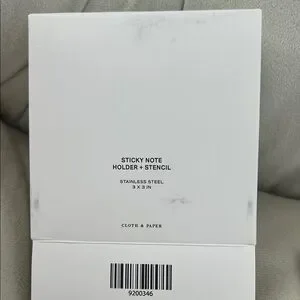 STICKY NOTE
HOLDER + STENCIL
STAINLESS STEEL
3 X 3 IN
CLOTH & PAPER
9200346